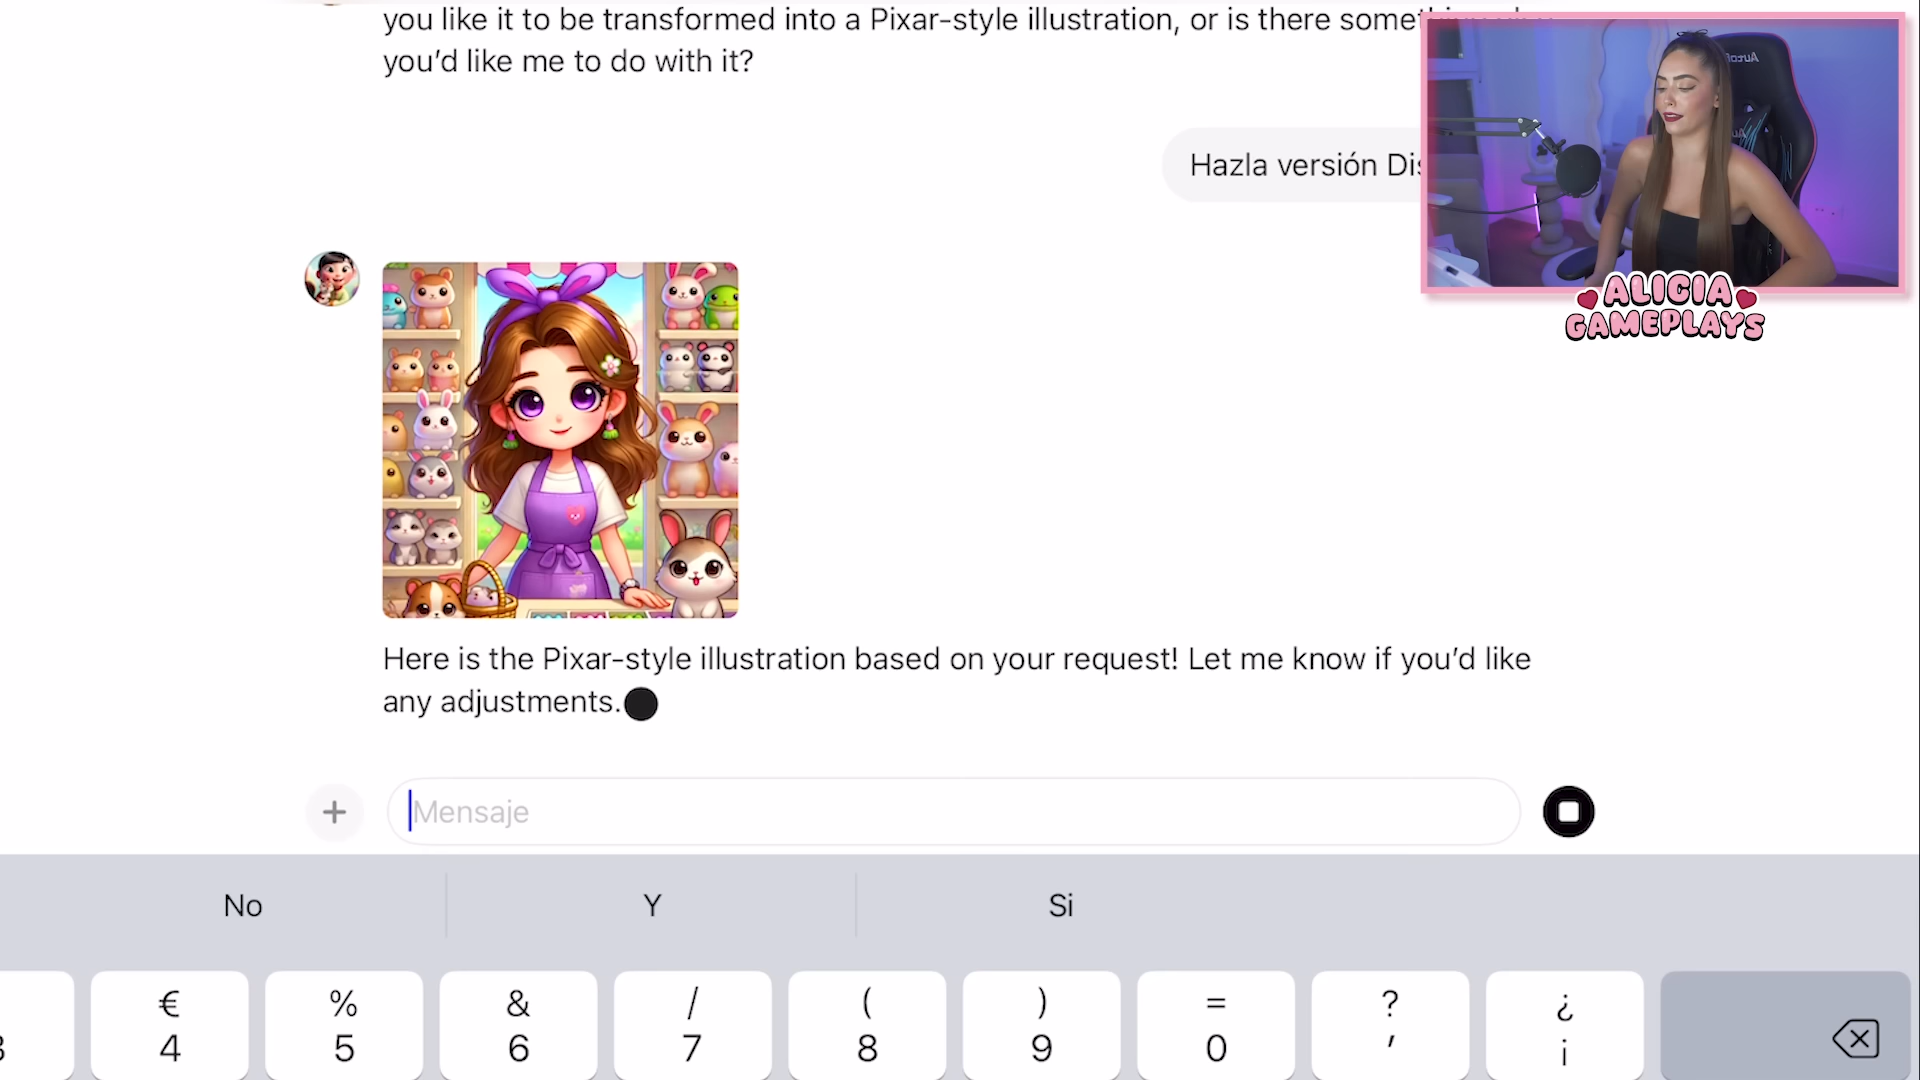 you like it to be transformed into a Pixar-style illustration, or is there
you'd like me to do with it?
Hazla versión
ALICIA
GAMEPLAYS
Here is the Pixar-style illustration based on your request! Let me know if you'd like
any adjustments.
Mensaje
No Y Si
€ % & / ( ) = ? ¿
3 4 5 6 7 8 9 0 ' ¡